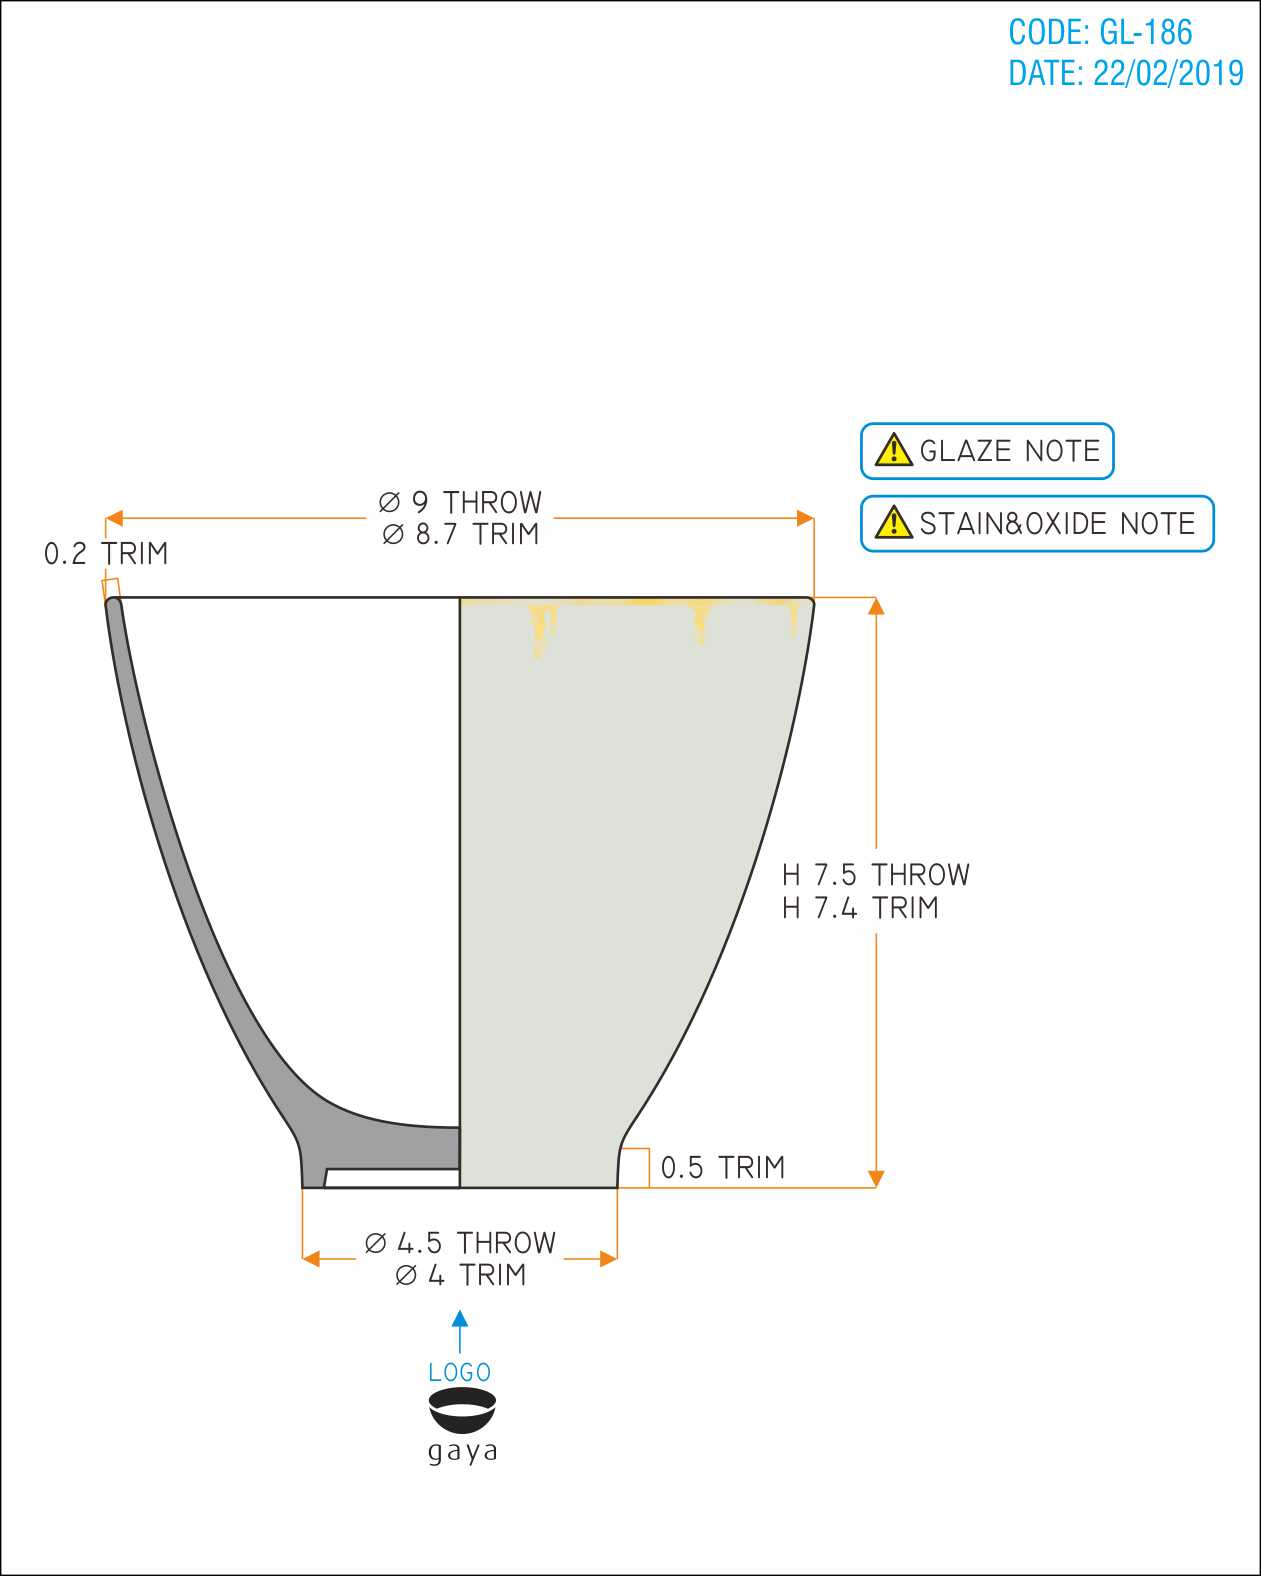 CODE: GL-186
DATE: 22/02/2019
GLAZE NOTE
STAIN&OXIDE NOTE
Ø 9 THROW
Ø 8.7 TRIM
0.2 TRIM
H 7.5 THROW
H 7.4 TRIM
0.5 TRIM
Ø 4.5 THROW
Ø 4 TRIM
LOGO
gaya